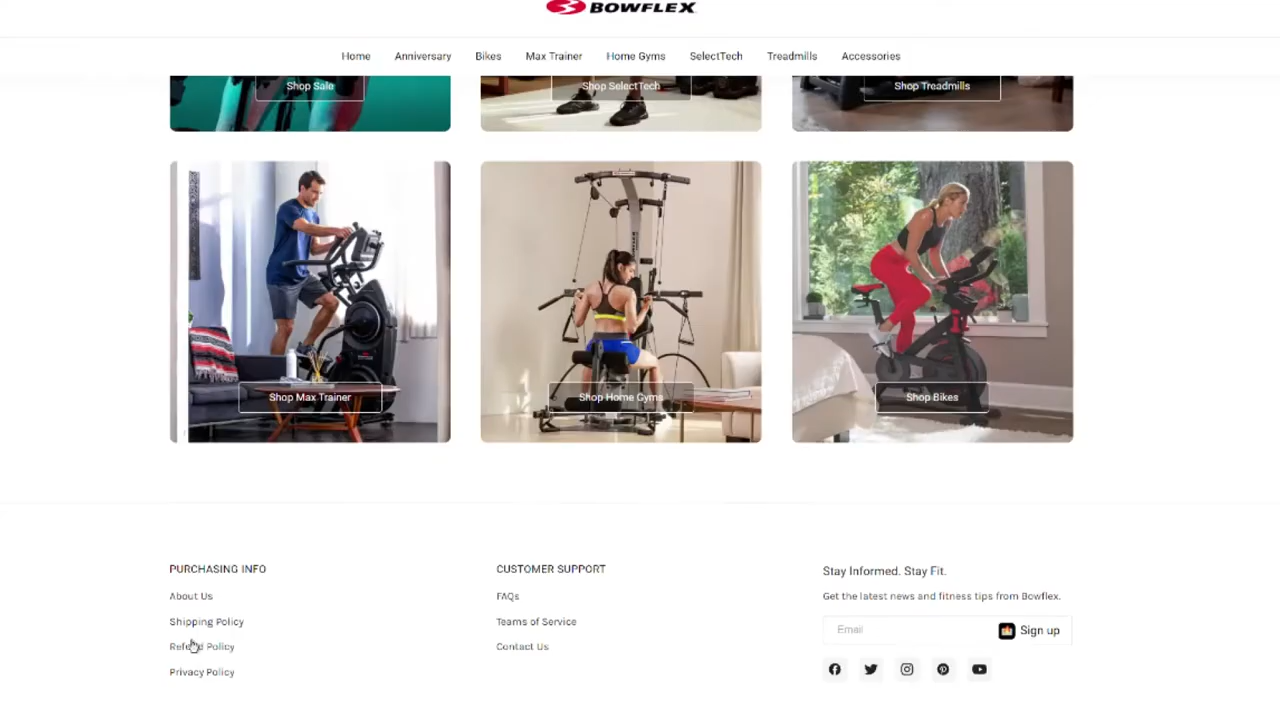 BOWFLEX
Home Anniversary Bikes Max Trainer Home Gyms SelectTech Treadmills Accessories
Shop Sale Shop SelectTech Shop Treadmills
Shop Max Trainer Shop Home Gyms Shop Bikes
PURCHASING INFO
About Us
Shipping Policy
Refund Policy
Privacy Policy
CUSTOMER SUPPORT
FAQs
Teams of Service
Contact Us
Stay Informed. Stay Fit.
Get the latest news and fitness tips from Bowflex.
Email Sign up